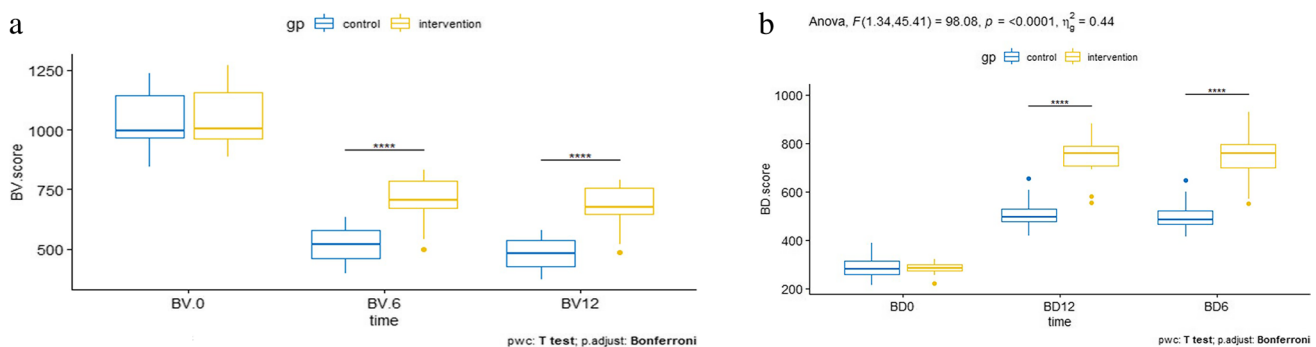 a
gp control intervention
1250
1000
750
500
BV.score
**** ****
BV.0 BV.6 BV12
time
pwc: T test; p.adjust: Bonferroni
b
Anova, F(1.34,45.41) = 98.08, p = <0.0001, η²g = 0.44
gp control intervention
1000
800
600
400
200
BD.score
**** ****
BD0 BD12 BD6
time
pwc: T test; p.adjust: Bonferroni